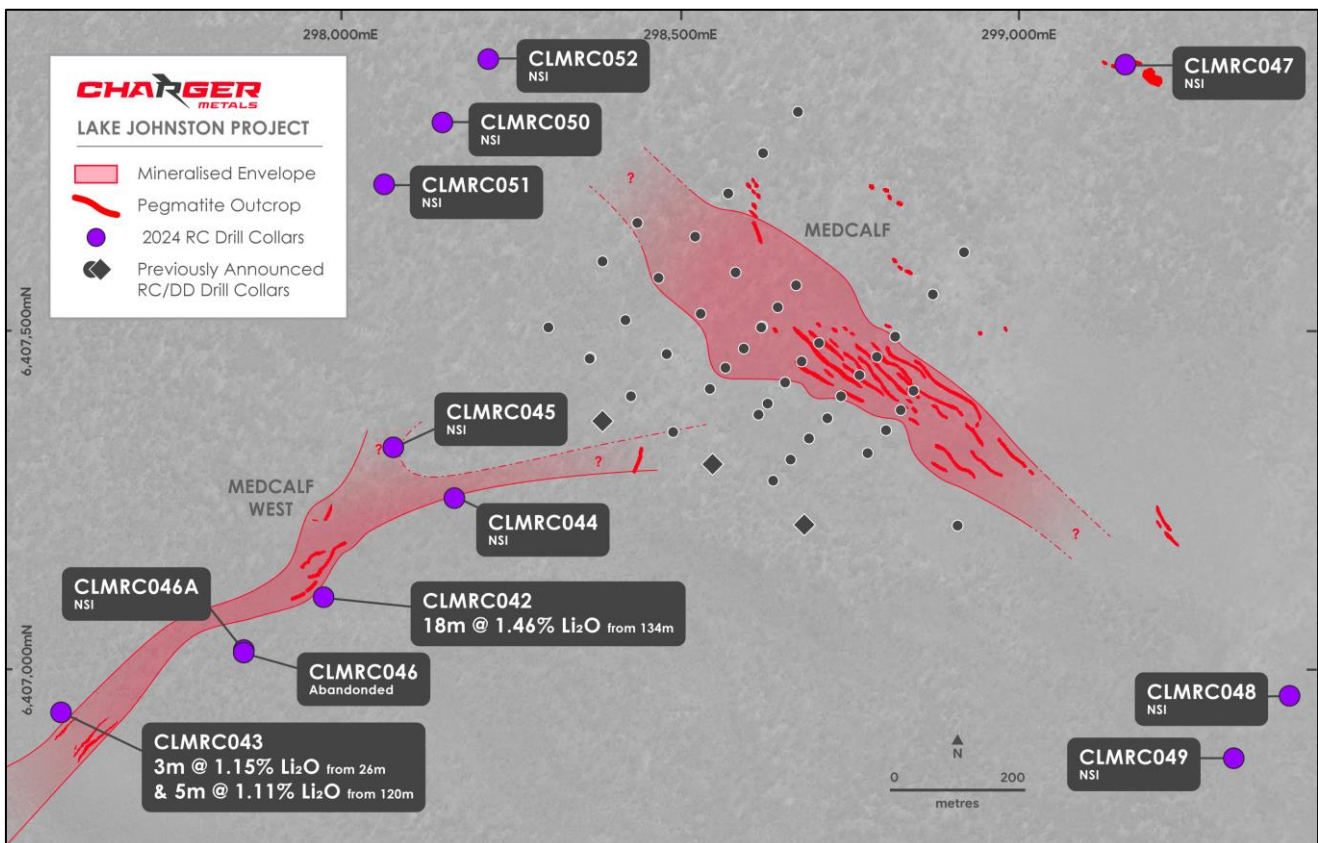 298,000mE
298,500mE
299,000mE
CHARGER
METALS
LAKE JOHNSTON PROJECT
Mineralised Envelope
Pegmatite Outcrop
2024 RC Drill Collars
Previously Announced
RC/DD Drill Collars
CLMRC052
NSI
CLMRC050
NSI
CLMRC051
NSI
CLMRC047
NSI
?
MEDCALF
6,407,500mN
CLMRC045
NSI
?
?
MEDCALF
WEST
CLMRC044
NSI
?
CLMRC046A
NSI
CLMRC042
18m @ 1.46% Li₂O from 134m
CLMRC046
Abandonded
6,407,000mN
CLMRC043
3m @ 1.15% Li₂O from 26m
& 5m @ 1.11% Li₂O from 120m
CLMRC048
NSI
CLMRC049
NSI
N
0 200
metres